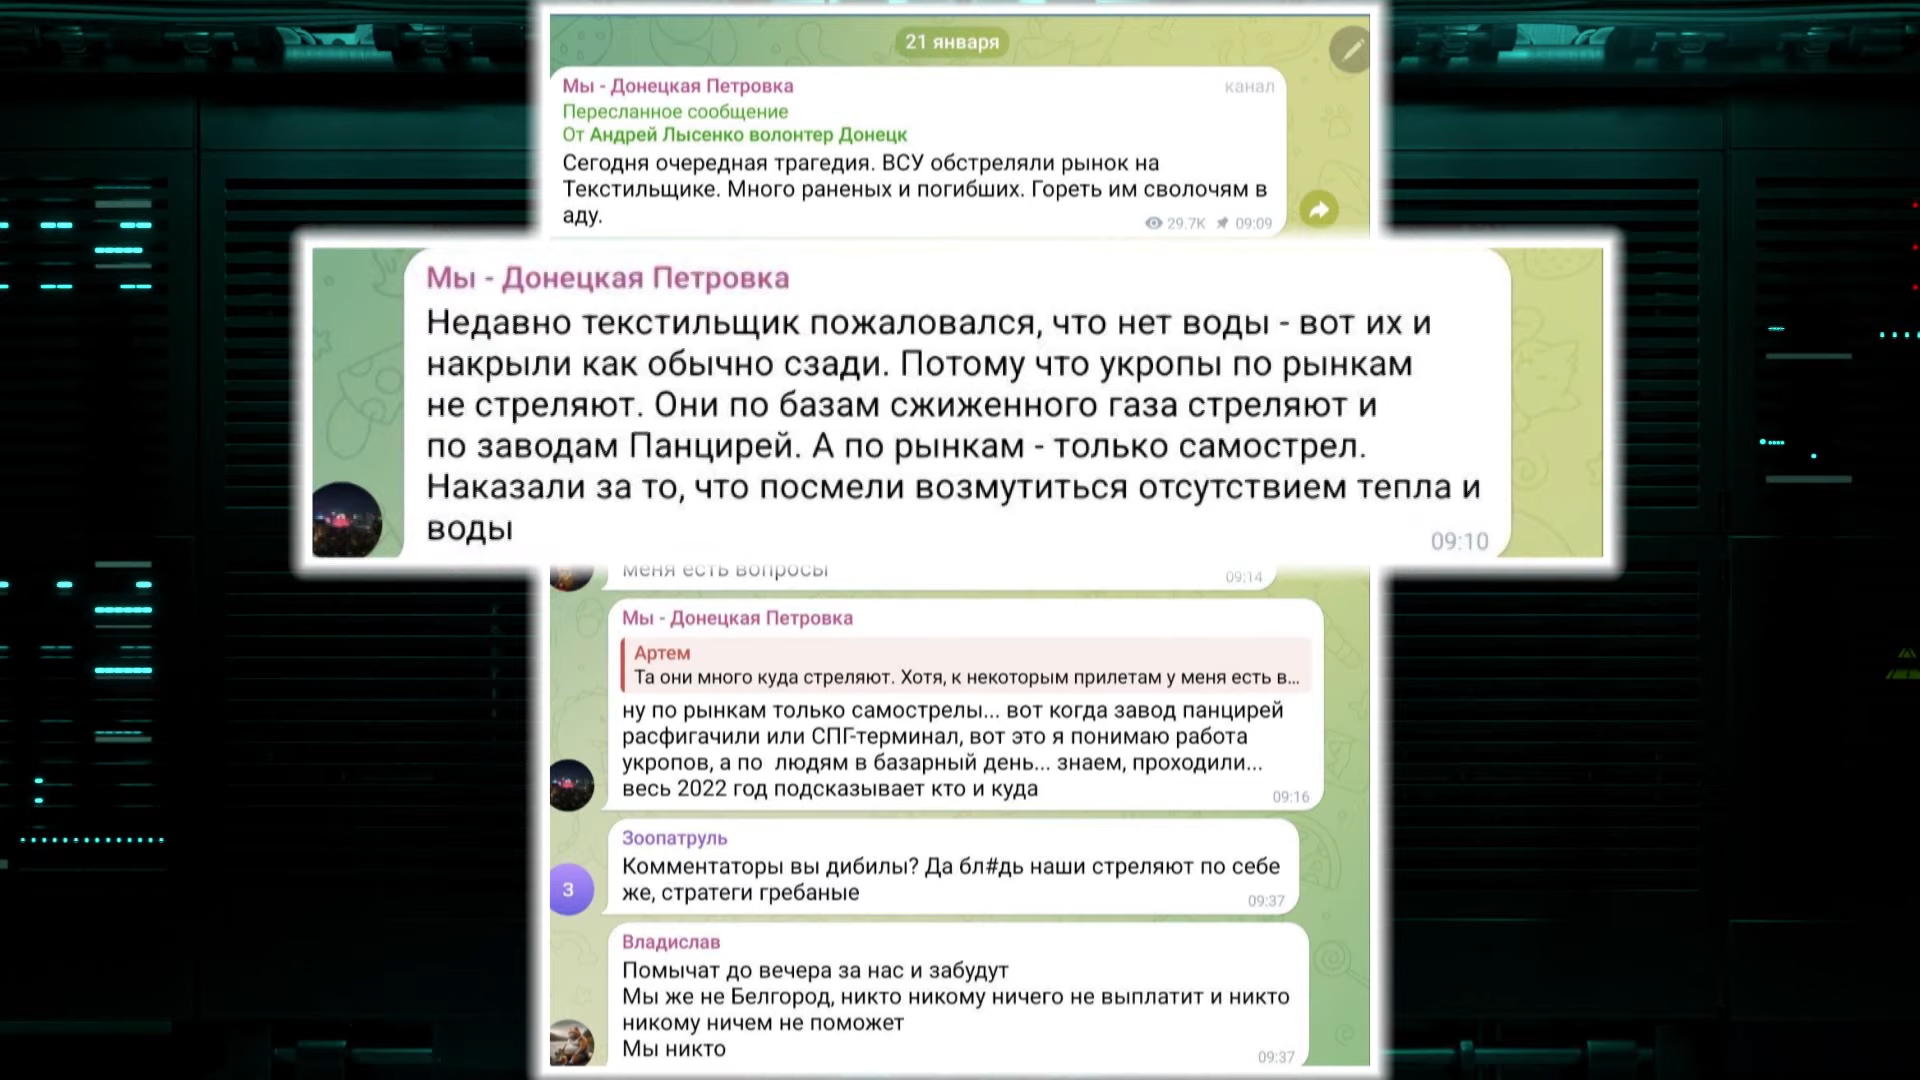 21 января
Мы - Донецкая Петровка
канал
Пересланное сообщение
От Андрей Лысенко волонтер Донецк
Сегодня очередная трагедия. ВСУ обстреляли рынок на
Текстильщике. Много раненых и погибших. Гореть им сволочям в
аду.
29.7K 09:09
Мы - Донецкая Петровка
Недавно текстильщик пожаловался, что нет воды - вот их и
накрыли как обычно сзади. Потому что укропы по рынкам
не стреляют. Они по базам сжиженного газа стреляют и
по заводам Панцирей. А по рынкам - только самострел.
Наказали за то, что посмели возмутиться отсутствием тепла и
воды
09:10
меня есть вопросы
09:14
Мы - Донецкая Петровка
Артем
Та они много куда стреляют. Хотя, к некоторым прилетам у меня есть в...
ну по рынкам только самострелы... вот когда завод панцирей
расфигачили или СПГ-терминал, вот это я понимаю работа
укропов, а по людям в базарный день... знаем, проходили...
весь 2022 год подсказывает кто и куда
09:16
Зоопатруль
Комментаторы вы дибилы? Да бл#дь наши стреляют по себе
же, стратеги гребаные
З
09:37
Владислав
Помычат до вечера за нас и забудут
Мы же не Белгород, никто никому ничего не выплатит и никто
никому ничем не поможет
Мы никто
09:37